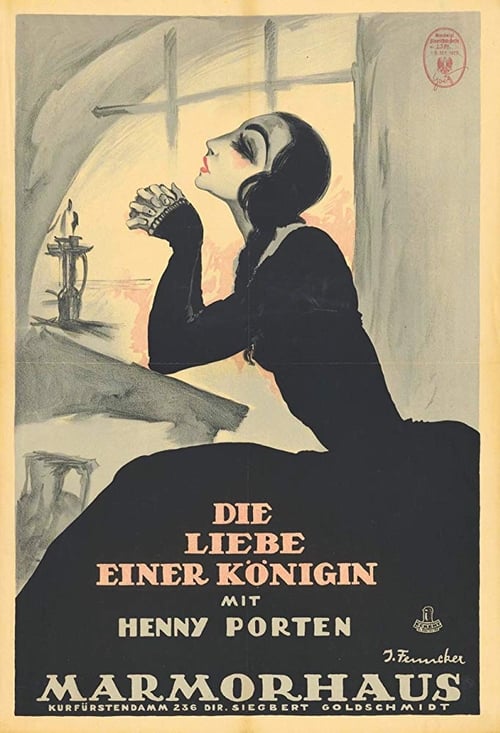 DIE
LIEBE
EINER KÖNIGIN
MIT
HENNY PORTEN
J. Fenneker
MARMORHAUS
KURFÜRSTENDAMM 236 DIR. SIEGBERT GOLDSCHMIDT